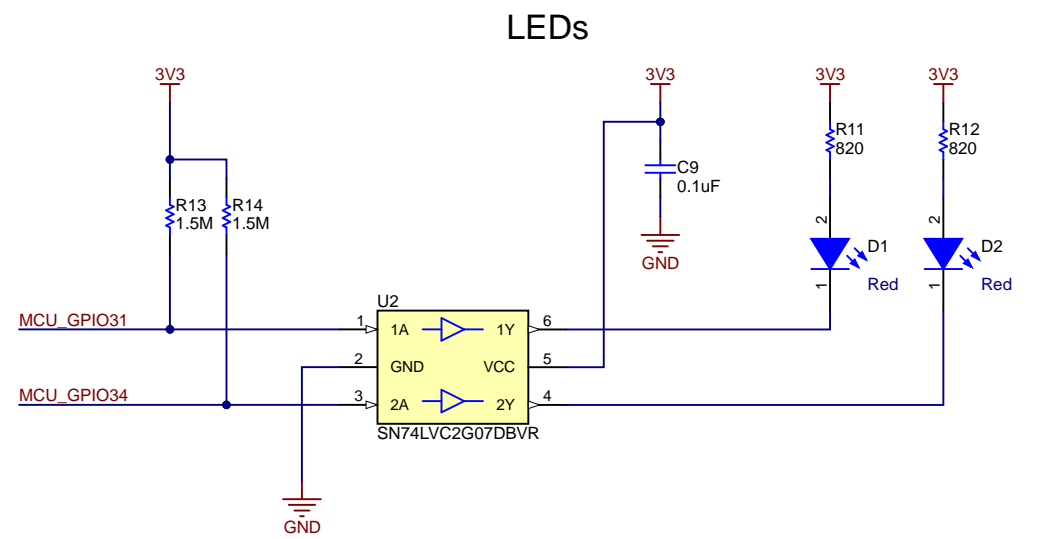 LEDs
3V3
3V3
3V3
3V3
R11
820
R12
820
C9
0.1uF
R13
1.5M
R14
1.5M
2
2
D1
D2
GND
Red
Red
1
1
U2
MCU_GPIO31
1
1A
1Y
6
2
GND
VCC
5
MCU_GPIO34
3
2A
2Y
4
SN74LVC2G07DBVR
GND